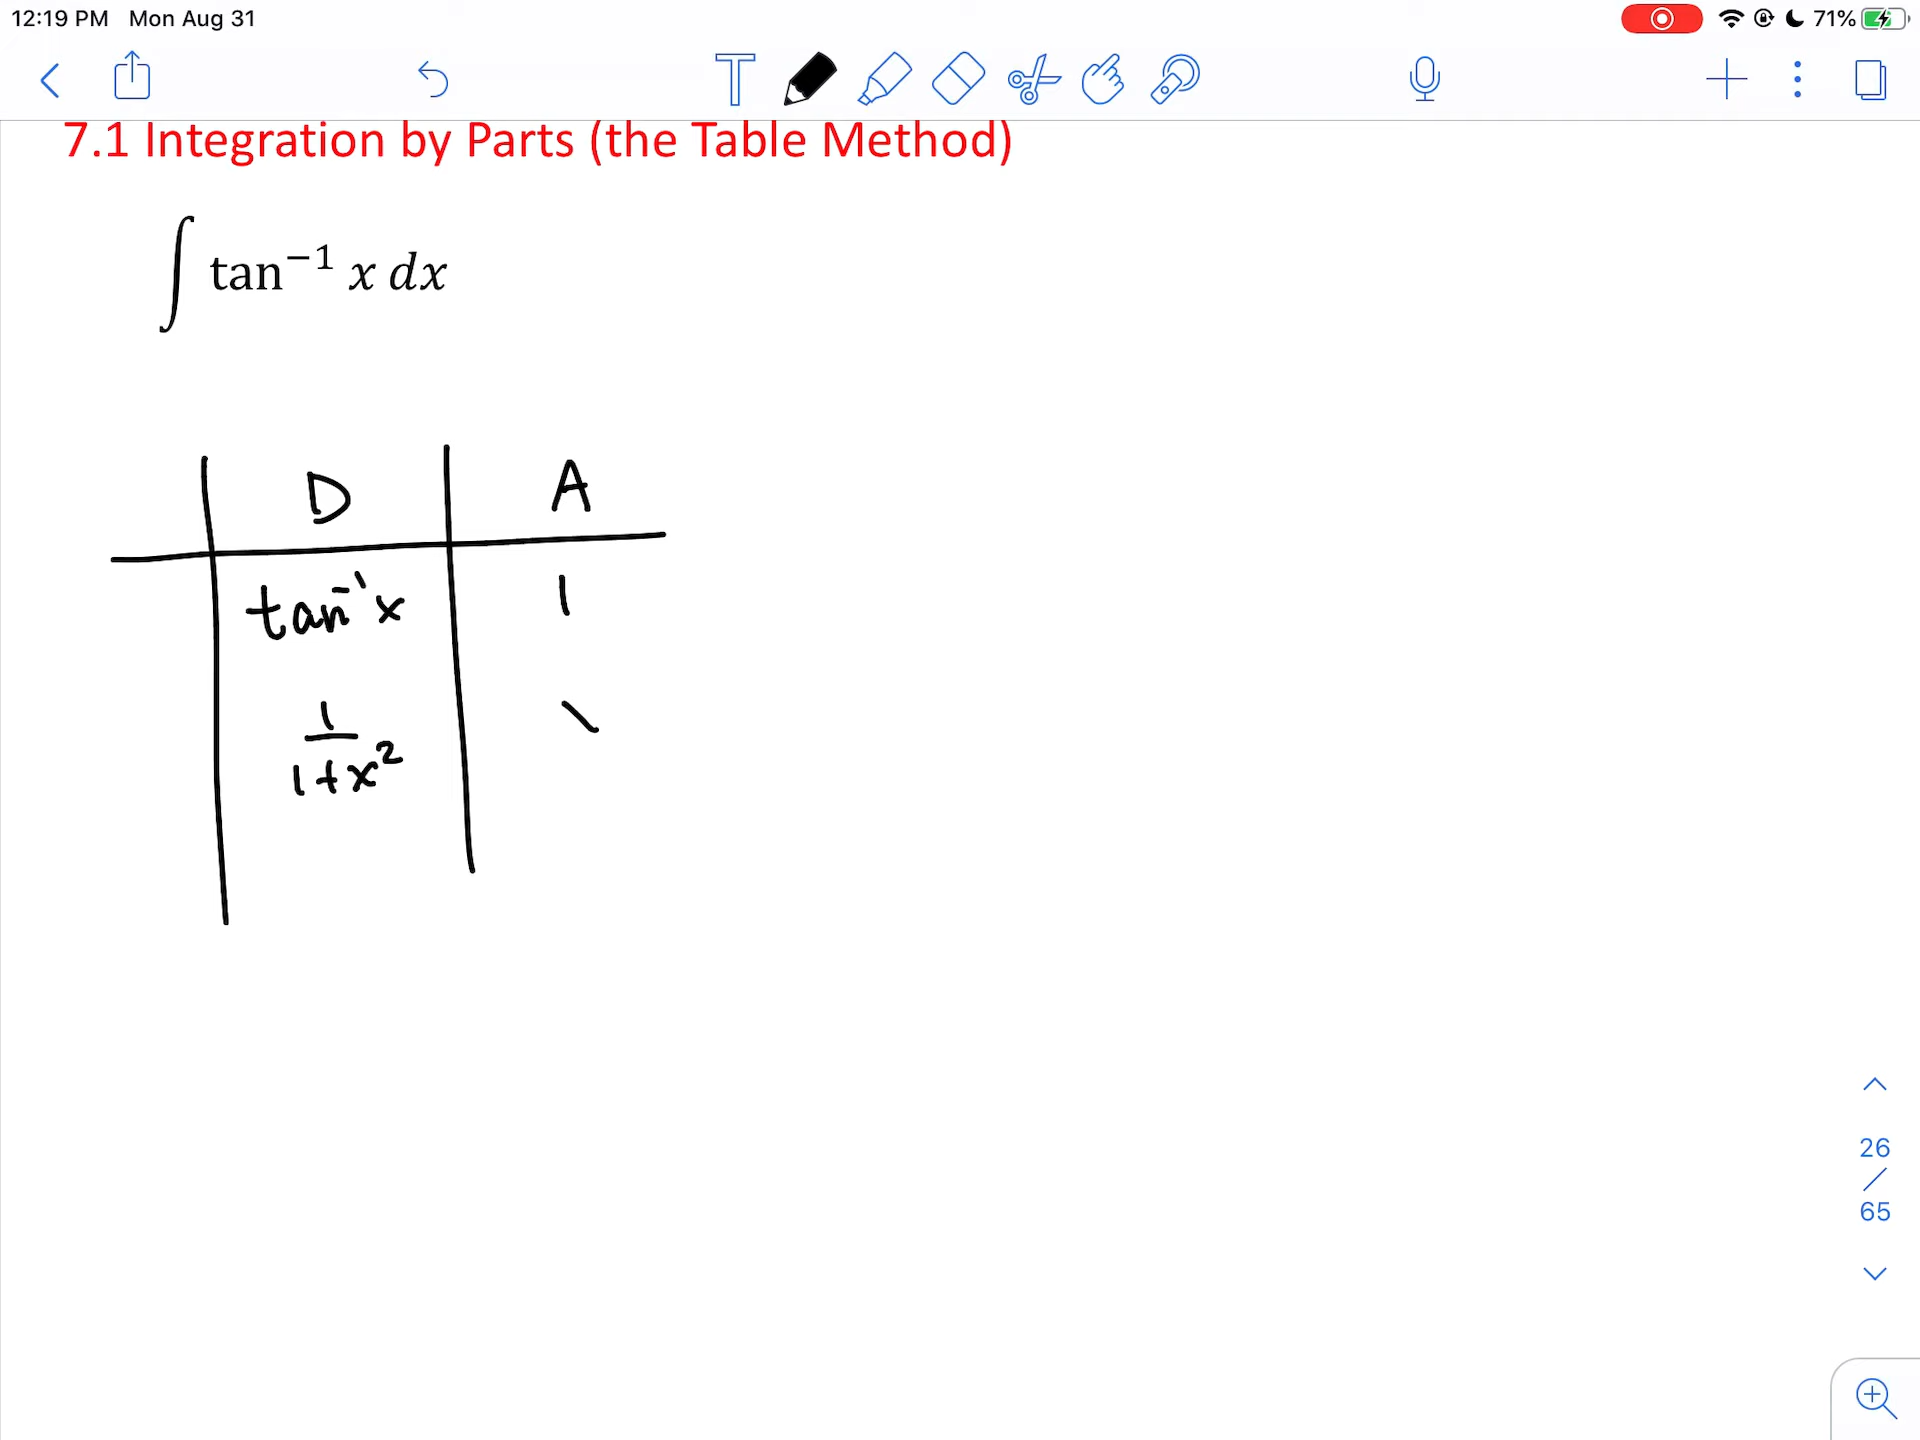 12:19 PM Mon Aug 31 71%
7.1 Integration by Parts (the Table Method)
∫ tan⁻¹ x dx
D A
tan⁻¹x 1
1/(1+x²)
26
/
65